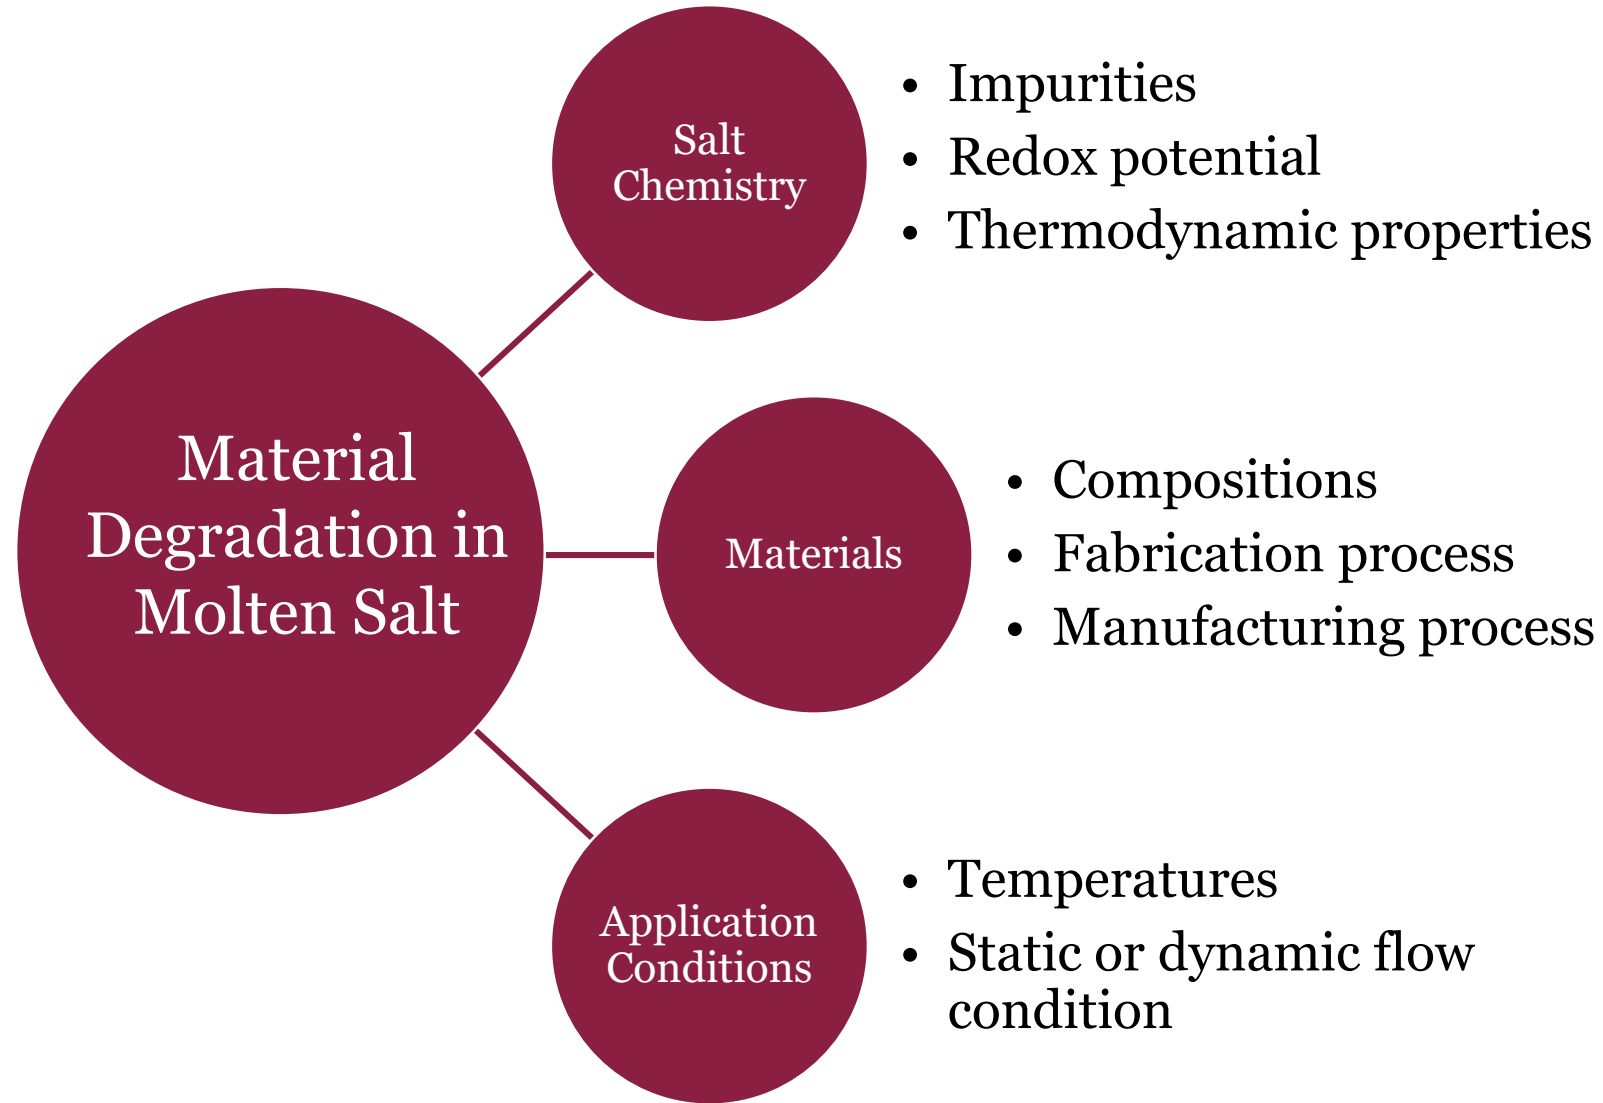 Material
Degradation in
Molten Salt
Salt
Chemistry
• Impurities
• Redox potential
• Thermodynamic properties
Materials
• Compositions
• Fabrication process
• Manufacturing process
Application
Conditions
• Temperatures
• Static or dynamic flow
condition